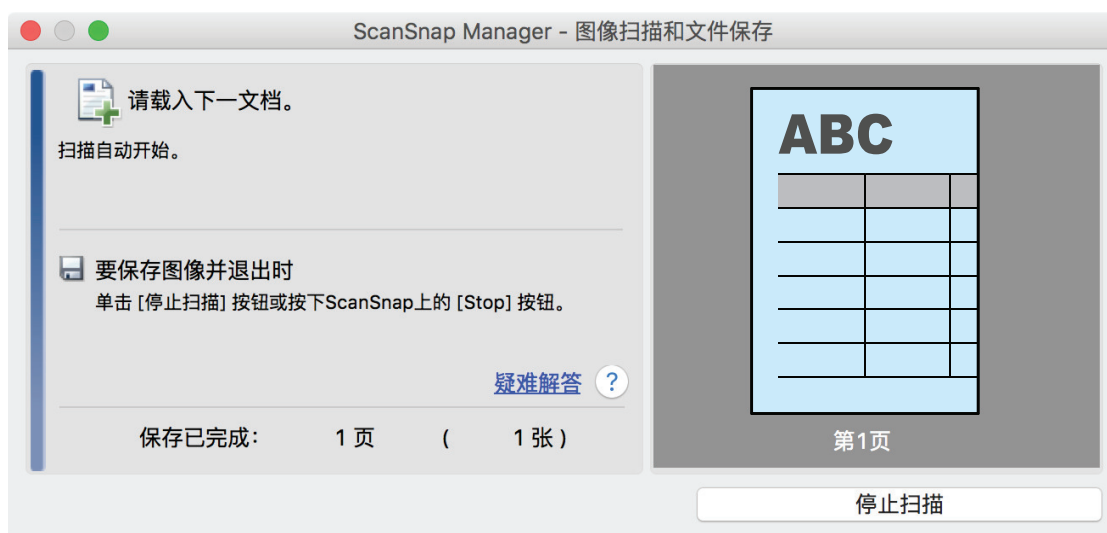 ScanSnap Manager - 图像扫描和文件保存
请载入下一文档。
扫描自动开始。
要保存图像并退出时
单击 [停止扫描] 按钮或按下ScanSnap上的 [Stop] 按钮。
疑难解答 ?
保存已完成： 1 页 ( 1 张 )
ABC
第1页
停止扫描